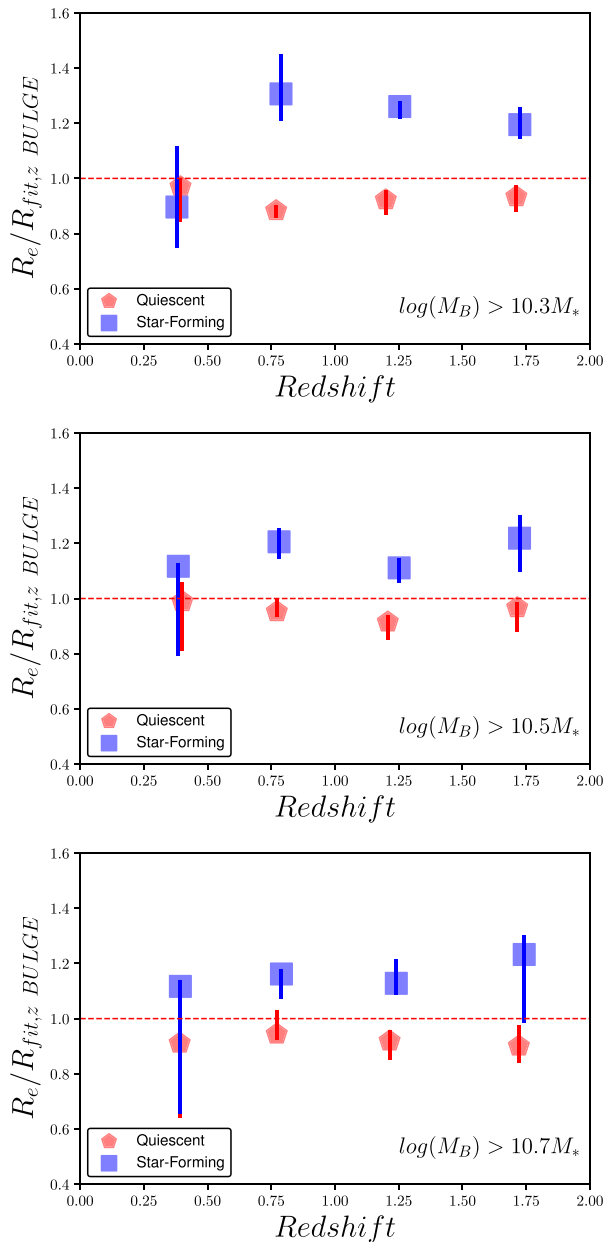 1.6
1.4
1.2
1.0
0.8
0.6
0.4
R_e/R_{fit,z BULGE}
Quiescent
Star-Forming
log(M_B) > 10.3M_*
0.00 0.25 0.50 0.75 1.00 1.25 1.50 1.75 2.00
Redshift
1.6
1.4
1.2
1.0
0.8
0.6
0.4
R_e/R_{fit,z BULGE}
Quiescent
Star-Forming
log(M_B) > 10.5M_*
0.00 0.25 0.50 0.75 1.00 1.25 1.50 1.75 2.00
Redshift
1.6
1.4
1.2
1.0
0.8
0.6
0.4
R_e/R_{fit,z BULGE}
Quiescent
Star-Forming
log(M_B) > 10.7M_*
0.00 0.25 0.50 0.75 1.00 1.25 1.50 1.75 2.00
Redshift